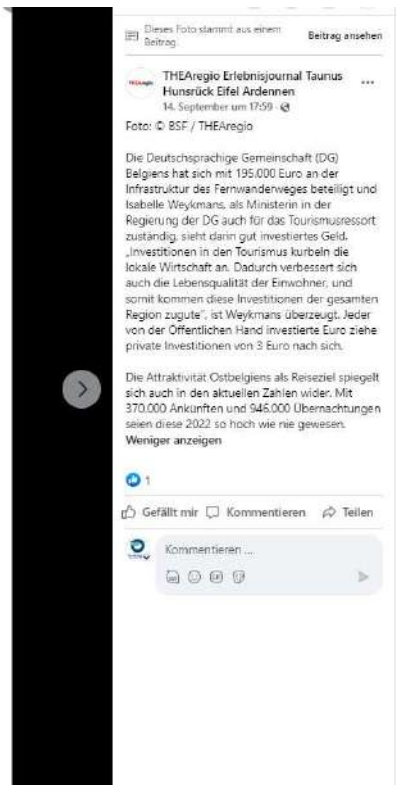 Dieses Foto stammt aus einem
Beitrag.
Beitrag ansehen
THEAregio Erlebnisjournal Taunus
Hunsrück Eifel Ardennen
14. September um 17:59
Foto: © BSF / THEAregio
Die Deutschsprachige Gemeinschaft (DG)
Belgiens hat sich mit 195.000 Euro an der
Infrastruktur des Fernwanderweges beteiligt und
Isabelle Weykmans, als Ministerin in der
Regierung der DG auch für das Tourismusressort
zuständig, sieht darin gut investiertes Geld.
„Investitionen in den Tourismus kurbeln die
lokale Wirtschaft an. Dadurch verbessert sich
auch die Lebensqualität der Einwohner, und
somit kommen diese Investitionen der gesamten
Region zugute“, ist Weykmans überzeugt. Jeder
von der Öffentlichen Hand investierte Euro ziehe
private Investitionen von 3 Euro nach sich.
Die Attraktivität Ostbelgiens als Reiseziel spiegelt
sich auch in den aktuellen Zahlen wider. Mit
370.000 Ankünften und 946.000 Übernachtungen
seien diese 2022 so hoch wie nie gewesen.
Weniger anzeigen
1
Gefällt mir Kommentieren Teilen
Kommentieren ...